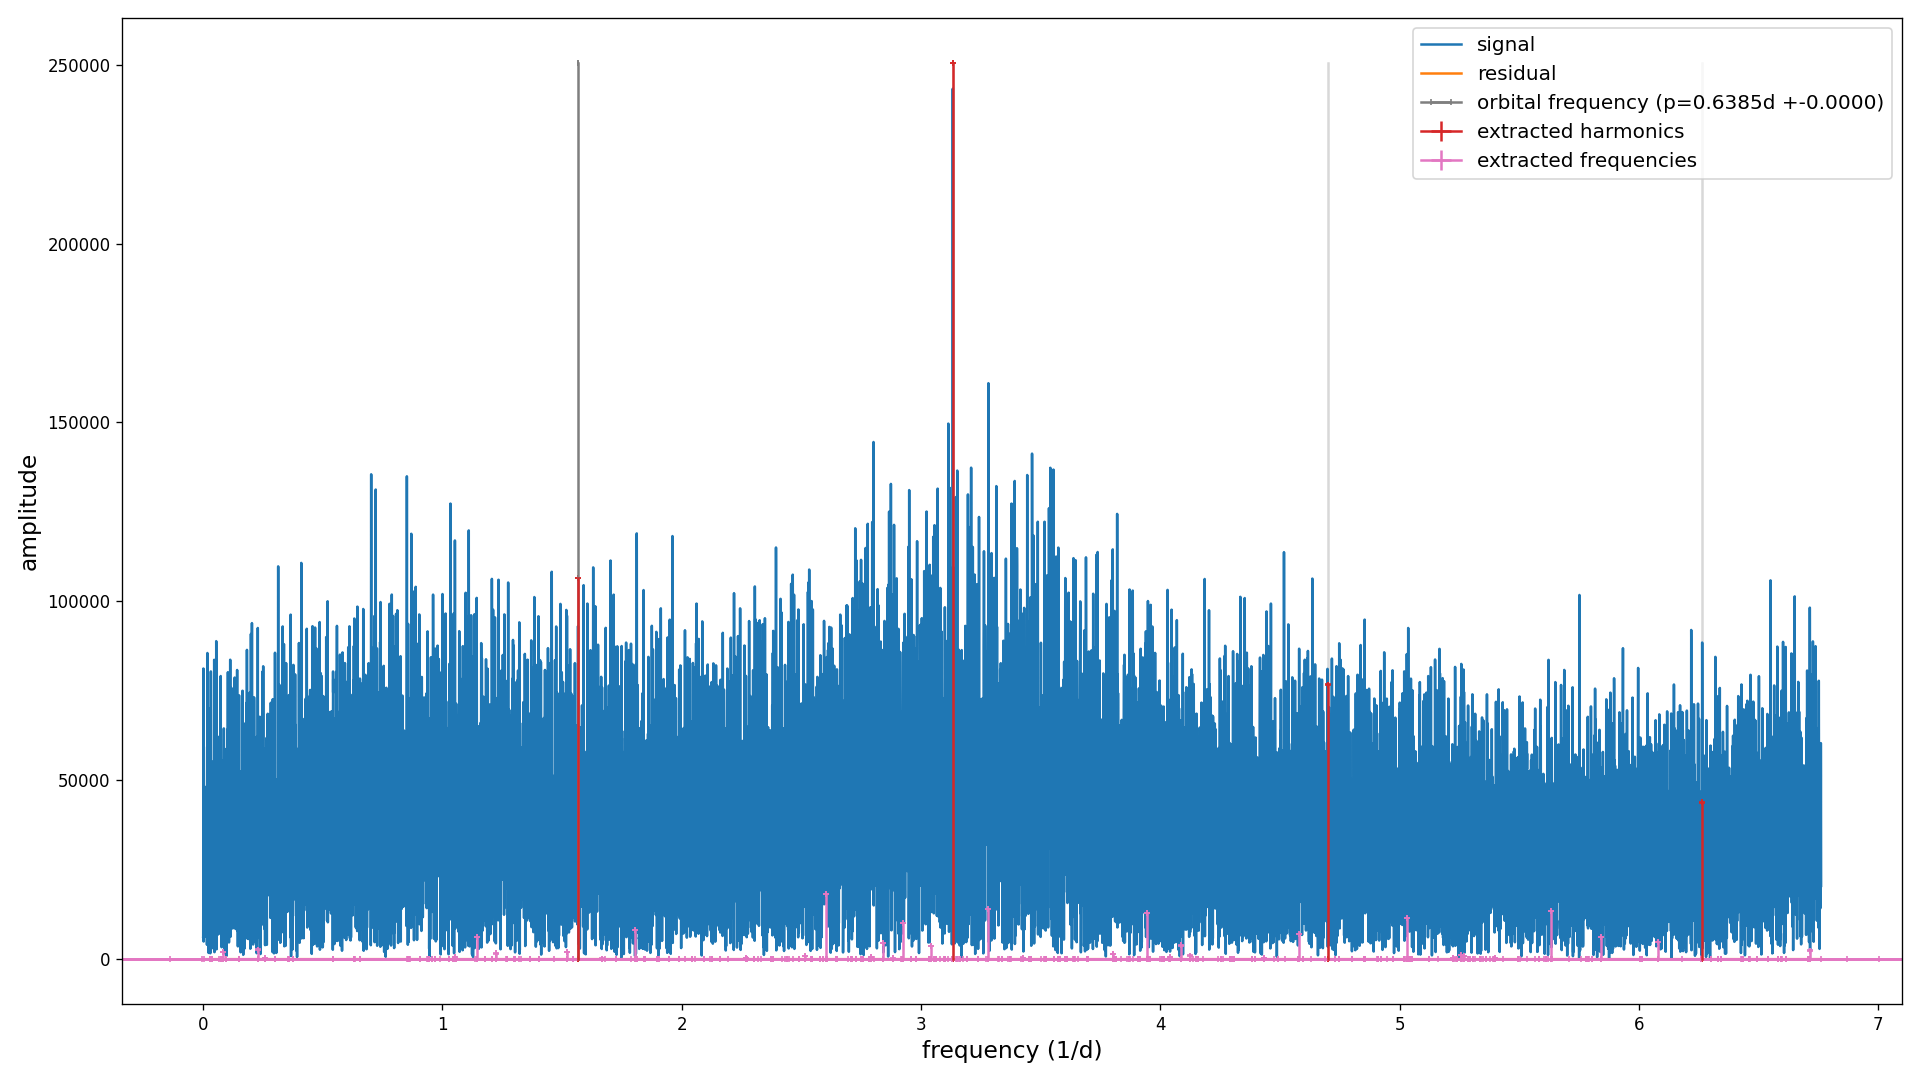 signal
residual
orbital frequency (p=0.6385d +-0.0000)
extracted harmonics
extracted frequencies
250000
200000
150000
100000
50000
0
amplitude
0 1 2 3 4 5 6 7
frequency (1/d)